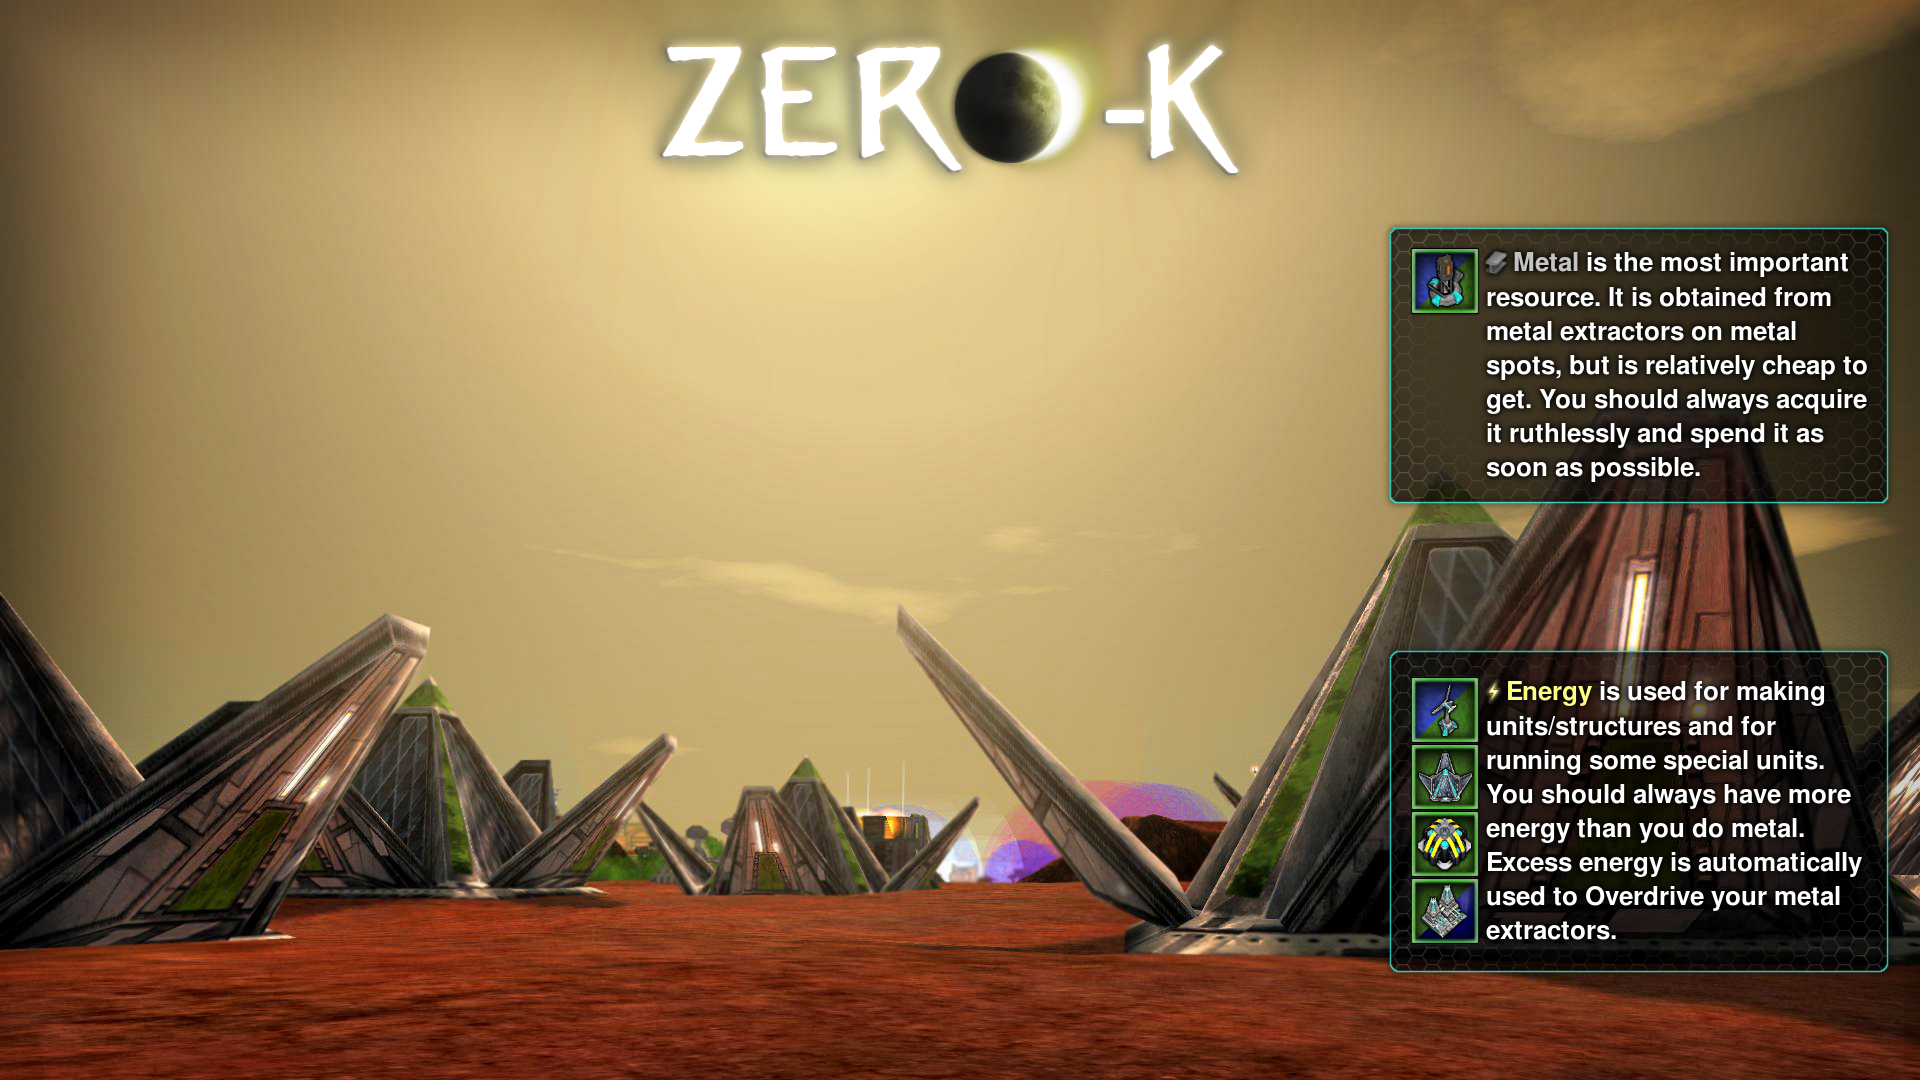 ZERO-K
Metal is the most important
resource. It is obtained from
metal extractors on metal
spots, but is relatively cheap to
get. You should always acquire
it ruthlessly and spend it as
soon as possible.
Energy is used for making
units/structures and for
running some special units.
You should always have more
energy than you do metal.
Excess energy is automatically
used to Overdrive your metal
extractors.